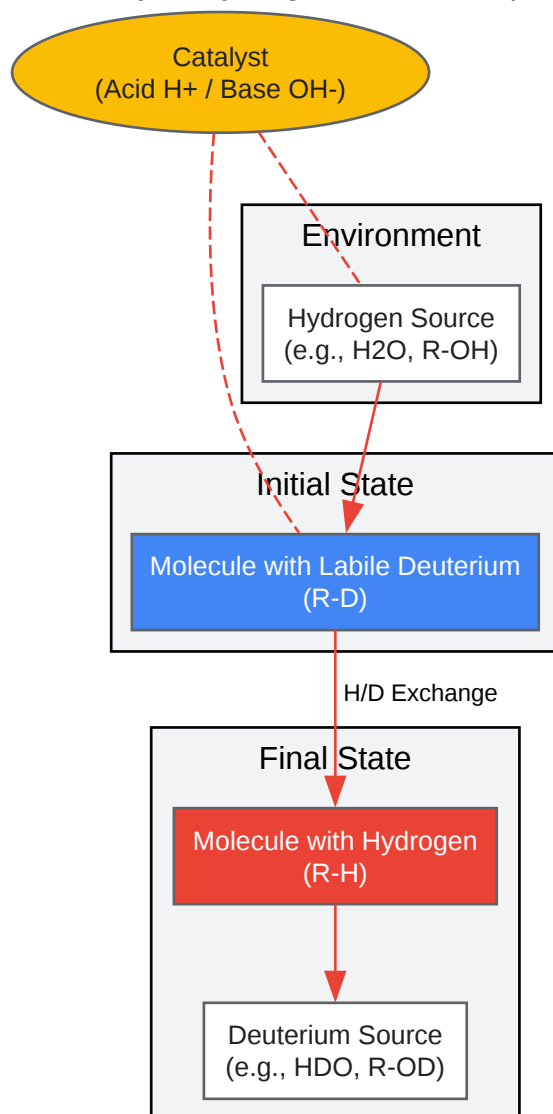 Catalyst
(Acid H+ / Base OH-)
Environment
Hydrogen Source
(e.g., H2O, R-OH)
Initial State
Molecule with Labile Deuterium
(R-D)
H/D Exchange
Final State
Molecule with Hydrogen
(R-H)
Deuterium Source
(e.g., HDO, R-OD)